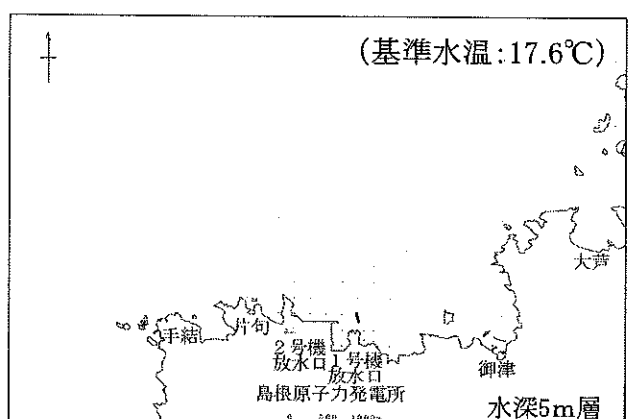 (基準水温:17.6℃)
大芦
手結
片句
2号機
放水口
1号機
放水口
御津
島根原子力発電所
水深5m層